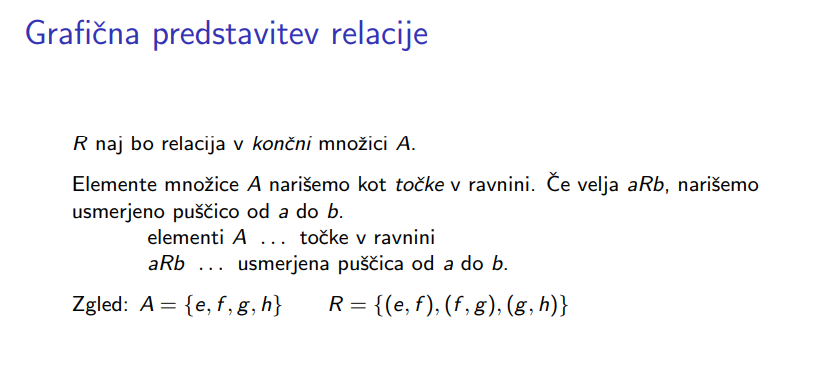 Grafična predstavitev relacije
R naj bo relacija v končni množici A.
Elemente množice A narišemo kot točke v ravnini. Če velja aRb, narišemo
usmerjeno puščico od a do b.
elementi A ... točke v ravnini
aRb ... usmerjena puščica od a do b.
Zgled: A = {e, f, g, h} R = {(e, f), (f, g), (g, h)}